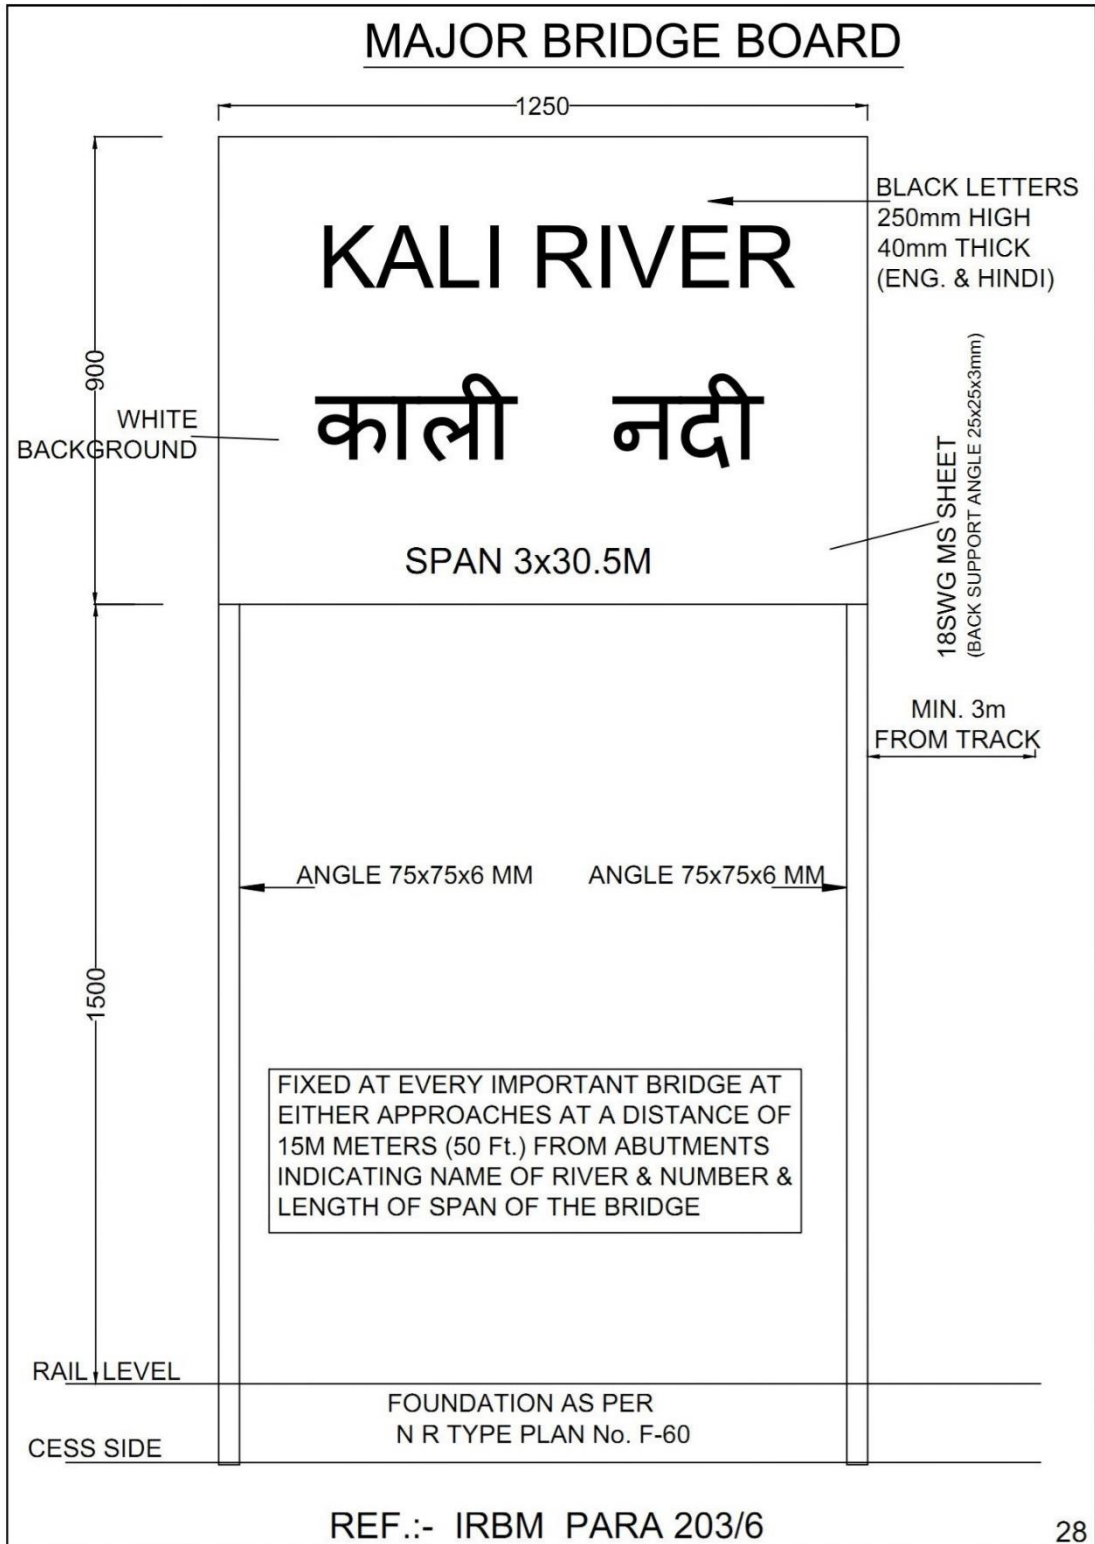 MAJOR BRIDGE BOARD
1250
BLACK LETTERS
250mm HIGH
40mm THICK
(ENG. & HINDI)
KALI RIVER
900
WHITE
BACKGROUND
काली नदी
18SWG MS SHEET
(BACK SUPPORT ANGLE 25x25x3mm)
SPAN 3x30.5M
MIN. 3m
FROM TRACK
ANGLE 75x75x6 MM ANGLE 75x75x6 MM
1500
FIXED AT EVERY IMPORTANT BRIDGE AT
EITHER APPROACHES AT A DISTANCE OF
15M METERS (50 Ft.) FROM ABUTMENTS
INDICATING NAME OF RIVER & NUMBER &
LENGTH OF SPAN OF THE BRIDGE
RAIL LEVEL
FOUNDATION AS PER
N R TYPE PLAN No. F-60
CESS SIDE
REF.:- IRBM PARA 203/6
28